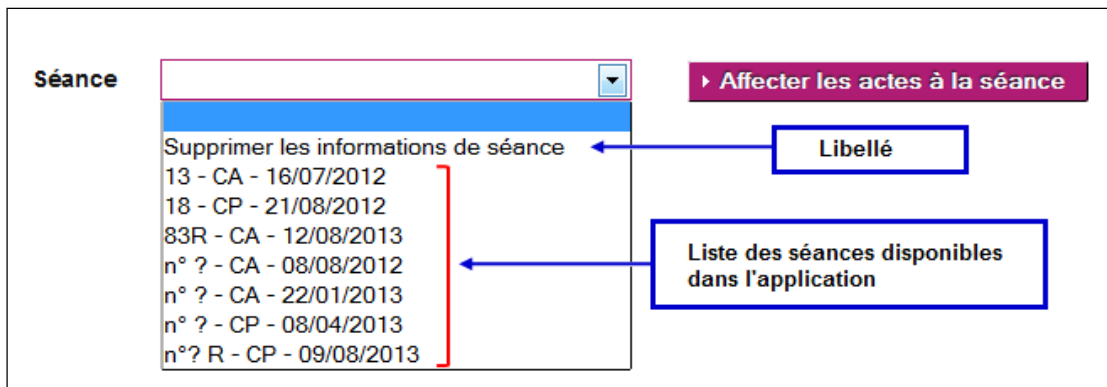 Séance
▸ Affecter les actes à la séance
Supprimer les informations de séance
Libellé
13 - CA - 16/07/2012
18 - CP - 21/08/2012
83R - CA - 12/08/2013
n° ? - CA - 08/08/2012
n° ? - CA - 22/01/2013
n° ? - CP - 08/04/2013
n°? R - CP - 09/08/2013
Liste des séances disponibles
dans l'application